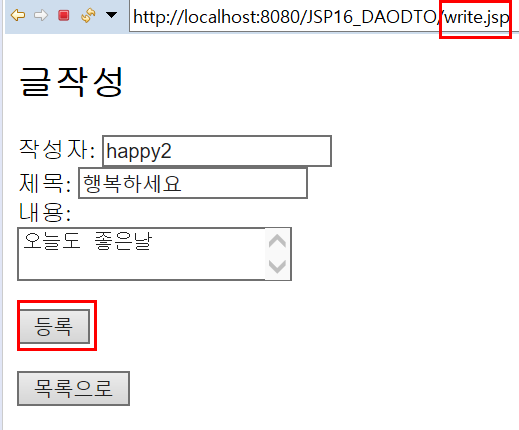 http://localhost:8080/JSP16_DAODTO/write.jsp
글작성
작성자: happy2
제목: 행복하세요
내용:
오늘도 좋은날
등록
목록으로